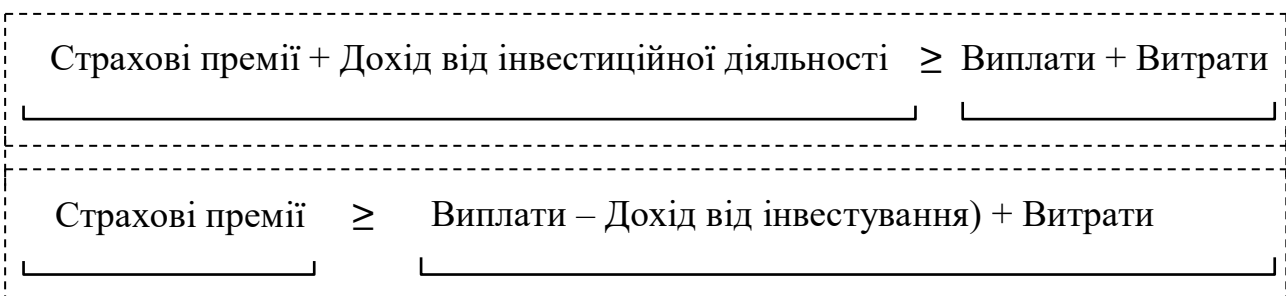 Страхові премії + Дохід від інвестиційної діяльності ≥ Виплати + Витрати
Страхові премії ≥ Виплати – Дохід від інвестування) + Витрати